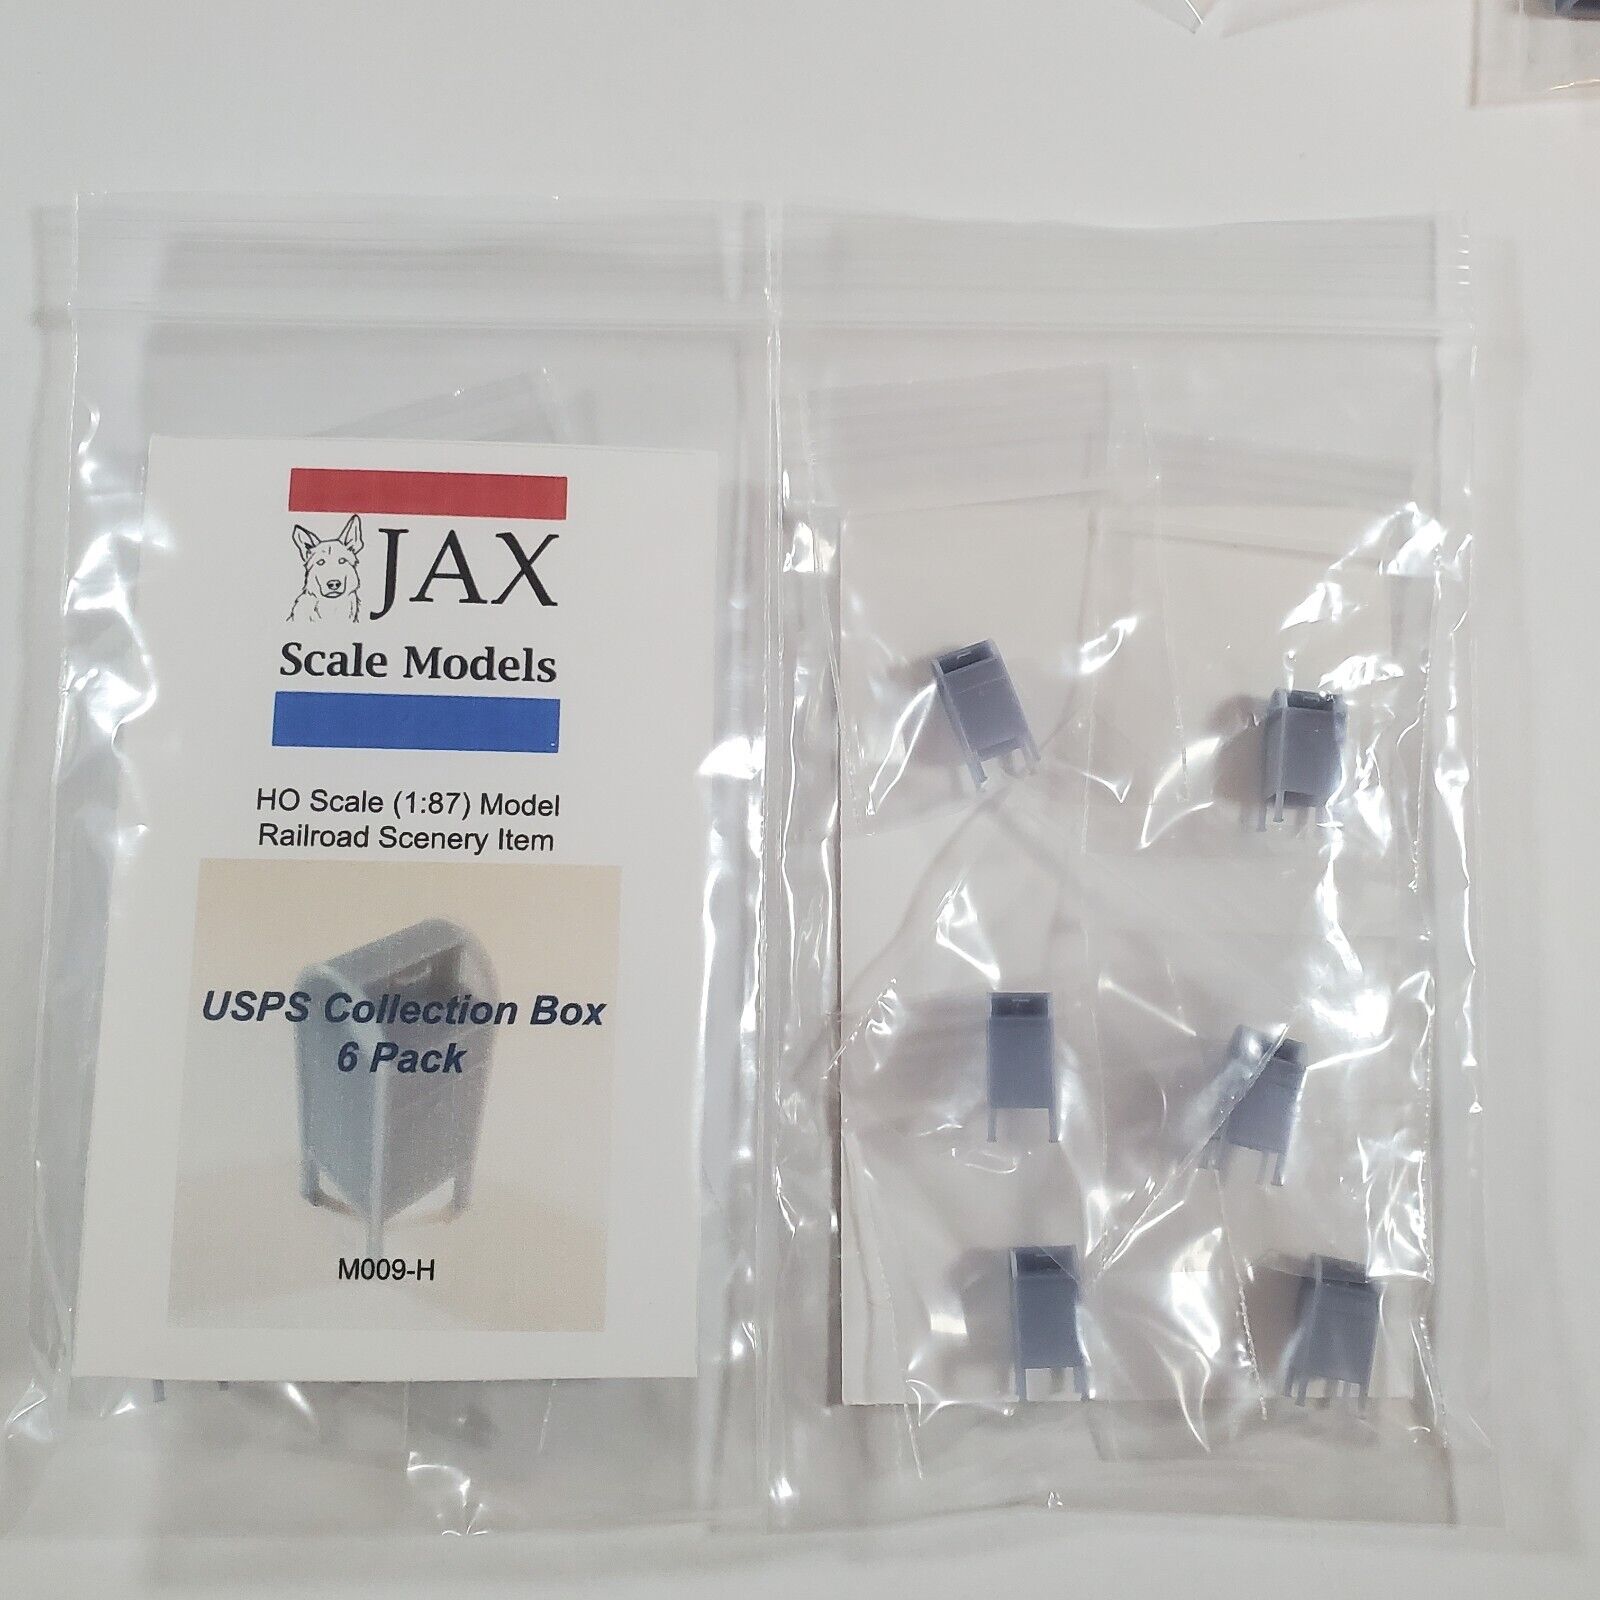 JAX
Scale Models
HO Scale (1:87) Model
Railroad Scenery Item
USPS Collection Box
6 Pack
M009-H